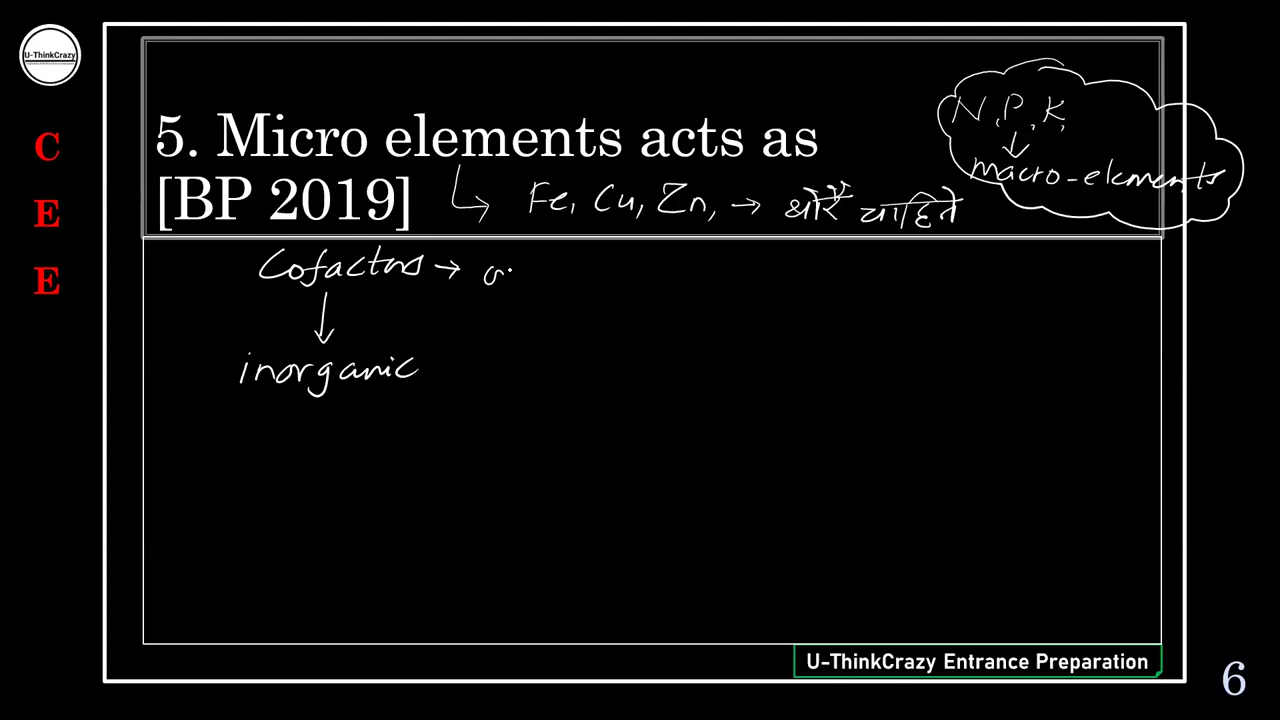 U-ThinkCrazy
C
E
E
5. Micro elements acts as
[BP 2019]
Fe, Cu, Zn, → थोरै चाहिने
N, P, K,
↓
macro-elements
Cofactors →
↓
inorganic
U-ThinkCrazy Entrance Preparation
6